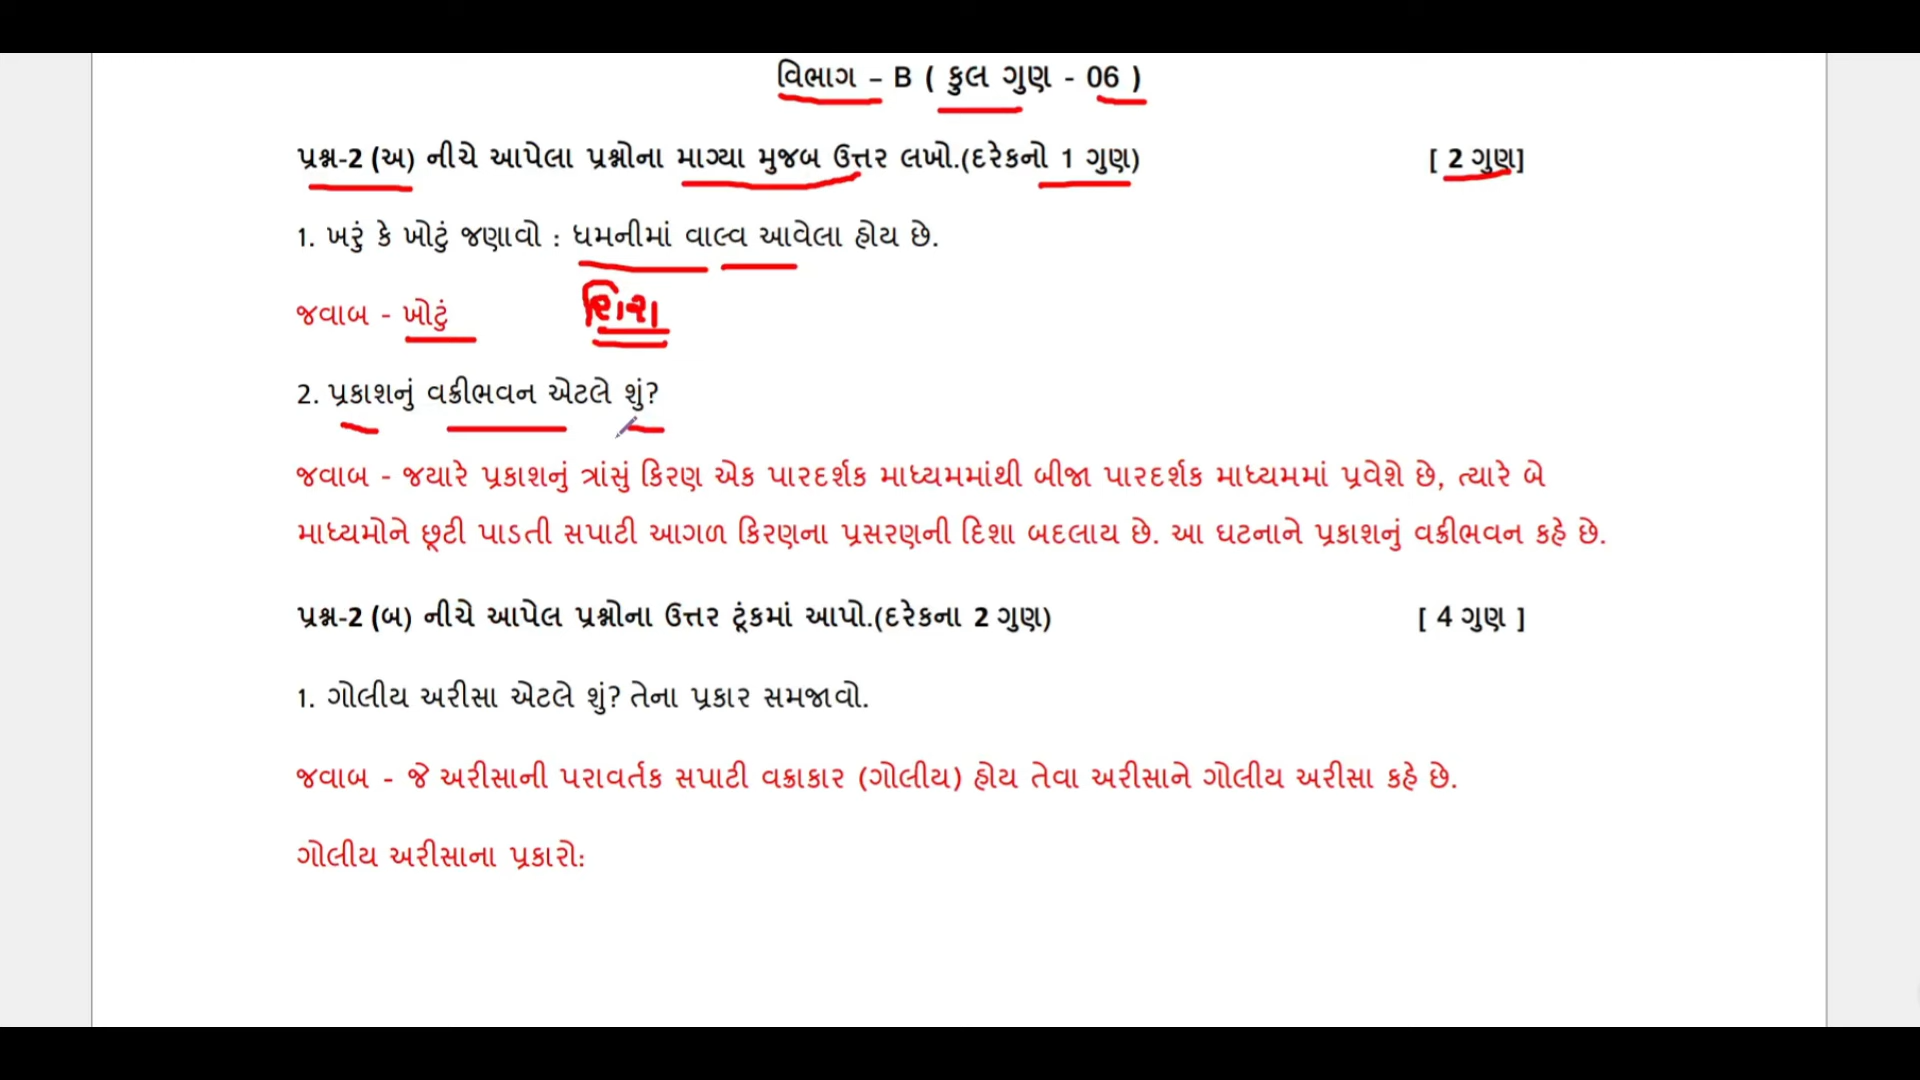 વિભાગ – B ( કુલ ગુણ - 06 )
પ્રશ્ન-2 (અ) નીચે આપેલા પ્રશ્નોના માગ્યા મુજબ ઉત્તર લખો.(દરેકનો 1 ગુણ) [ 2 ગુણ]
1. ખરું કે ખોટું જણાવો : ધમનીમાં વાલ્વ આવેલા હોય છે.
જવાબ - ખોટું શિરા
2. પ્રકાશનું વક્રીભવન એટલે શું?
જવાબ - જયારે પ્રકાશનું ત્રાંસું કિરણ એક પારદર્શક માધ્યમમાંથી બીજા પારદર્શક માધ્યમમાં પ્રવેશે છે, ત્યારે બે
માધ્યમોને છૂટી પાડતી સપાટી આગળ કિરણના પ્રસરણની દિશા બદલાય છે. આ ઘટનાને પ્રકાશનું વક્રીભવન કહે છે.
પ્રશ્ન-2 (બ) નીચે આપેલ પ્રશ્નોના ઉત્તર ટૂંકમાં આપો.(દરેકના 2 ગુણ) [ 4 ગુણ ]
1. ગોલીય અરીસા એટલે શું? તેના પ્રકાર સમજાવો.
જવાબ - જે અરીસાની પરાવર્તક સપાટી વક્રાકાર (ગોલીય) હોય તેવા અરીસાને ગોલીય અરીસા કહે છે.
ગોલીય અરીસાના પ્રકારો: